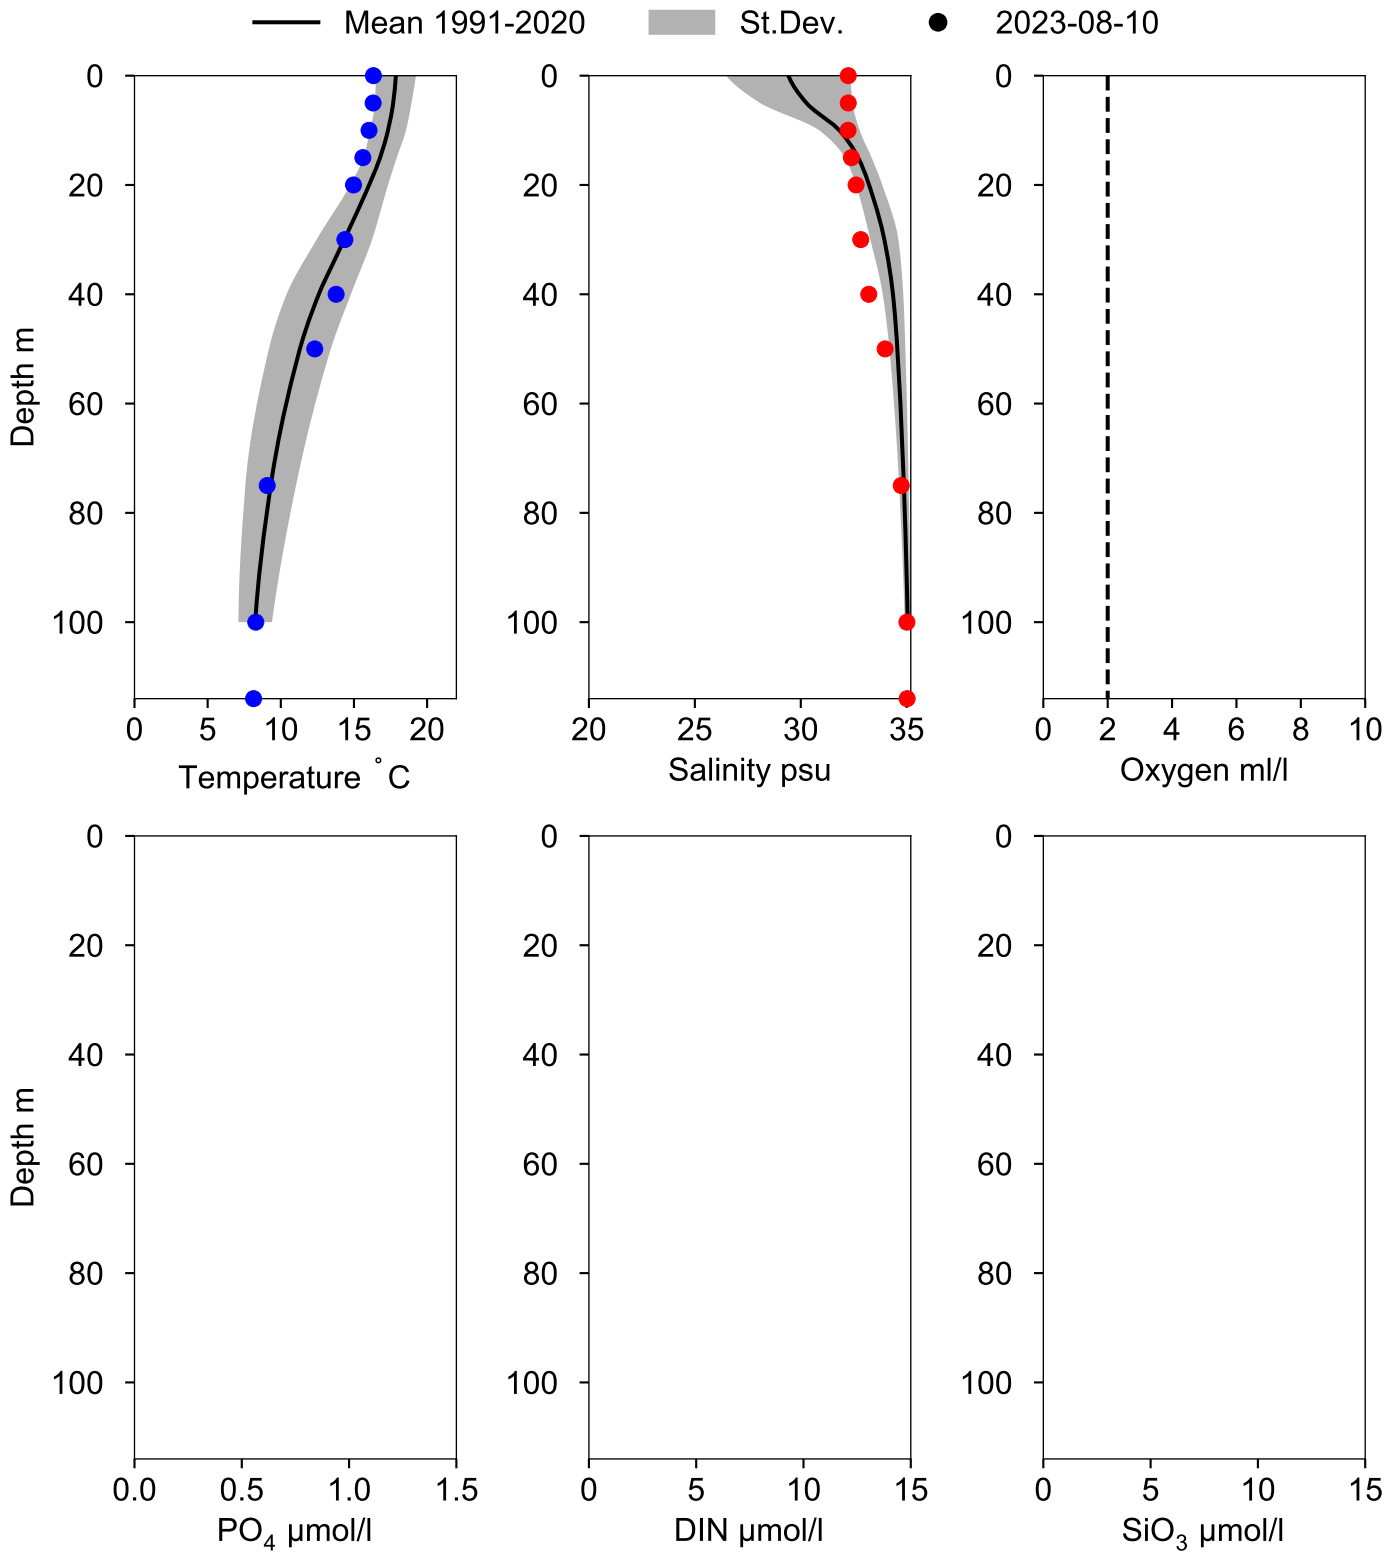 Mean 1991-2020 St.Dev. 2023-08-10
0 0 0
20 20 20
40 40 40
60 60 60
80 80 80
100 100 100
Depth m
0 5 10 15 20 20 25 30 35 0 2 4 6 8 10
Temperature °C Salinity psu Oxygen ml/l
0 0 0
20 20 20
40 40 40
60 60 60
80 80 80
100 100 100
Depth m
0.0 0.5 1.0 1.5 0 5 10 15 0 5 10 15
PO₄ µmol/l DIN µmol/l SiO₃ µmol/l